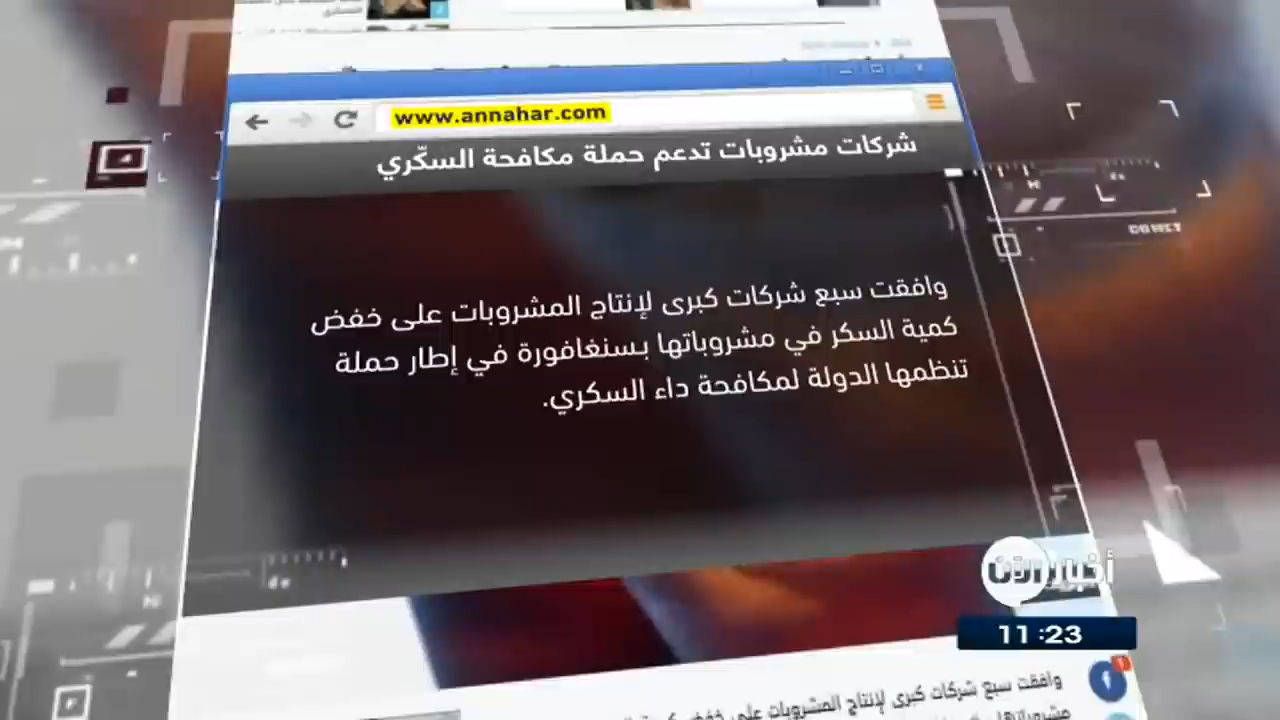 www.annahar.com
شركات مشروبات تدعم حملة مكافحة السكّري
وافقت سبع شركات كبرى لإنتاج المشروبات على خفض
كمية السكر في مشروباتها بسنغافورة في إطار حملة
تنظمها الدولة لمكافحة داء السكري.
أخبار الآن
11:23
وافقت سبع شركات كبرى لإنتاج المشروبات على خفض